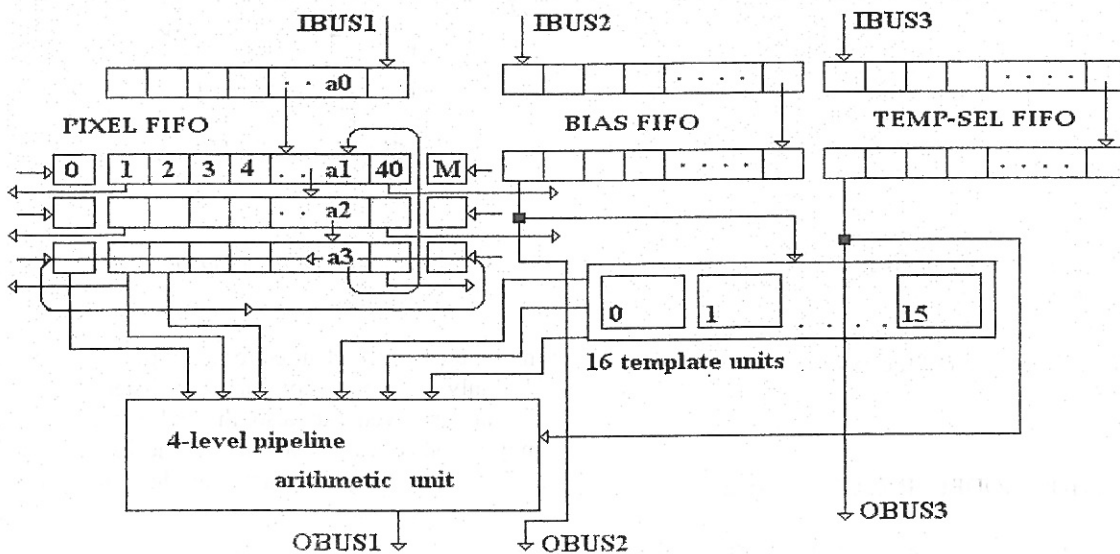 IBUS1 IBUS2 IBUS3
. . a0 . . . . . . . .
PIXEL FIFO BIAS FIFO TEMP-SEL FIFO
0 1 2 3 4 . . a1 40 M . . . . . . . .
. . a2
a3
0 1 . . . . 15
16 template units
4-level pipeline
arithmetic unit
OBUS1 OBUS2 OBUS3